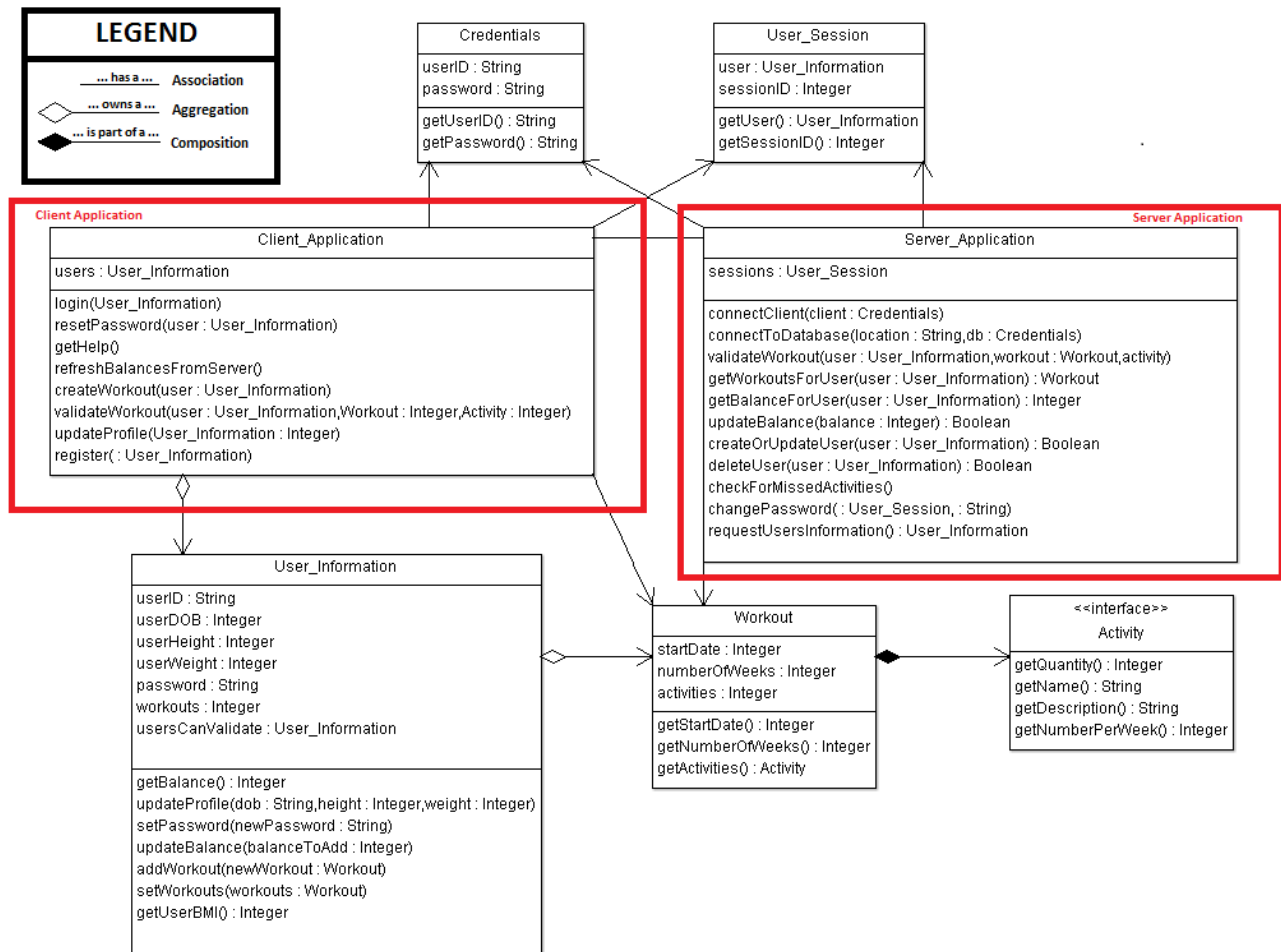 LEGEND
... has a ... Association
... owns a ... Aggregation
... is part of a ... Composition
Credentials
userID : String
password : String
getUserID() : String
getPassword() : String
User_Session
user : User_Information
sessionID : Integer
getUser() : User_Information
getSessionID() : Integer
Client Application
Client_Application
users : User_Information
login(User_Information)
resetPassword(user : User_Information)
getHelp()
refreshBalancesFromServer()
createWorkout(user : User_Information)
validateWorkout(user : User_Information,Workout : Integer,Activity : Integer)
updateProfile(User_Information : Integer)
register( : User_Information)
Server Application
Server_Application
sessions : User_Session
connectClient(client : Credentials)
connectToDatabase(location : String,db : Credentials)
validateWorkout(user : User_Information,workout : Workout,activity)
getWorkoutsForUser(user : User_Information) : Workout
getBalanceForUser(user : User_Information) : Integer
updateBalance(balance : Integer) : Boolean
createOrUpdateUser(user : User_Information) : Boolean
deleteUser(user : User_Information) : Boolean
checkForMissedActivities()
changePassword( : User_Session, : String)
requestUsersInformation() : User_Information
User_Information
userID : String
userDOB : Integer
userHeight : Integer
userWeight : Integer
password : String
workouts : Integer
usersCanValidate : User_Information
getBalance() : Integer
updateProfile(dob : String,height : Integer,weight : Integer)
setPassword(newPassword : String)
updateBalance(balanceToAdd : Integer)
addWorkout(newWorkout : Workout)
setWorkouts(workouts : Workout)
getUserBMI() : Integer
Workout
startDate : Integer
numberOfWeeks : Integer
activities : Integer
getStartDate() : Integer
getNumberOfWeeks() : Integer
getActivities() : Activity
<<interface>>
Activity
getQuantity() : Integer
getName() : String
getDescription() : String
getNumberPerWeek() : Integer